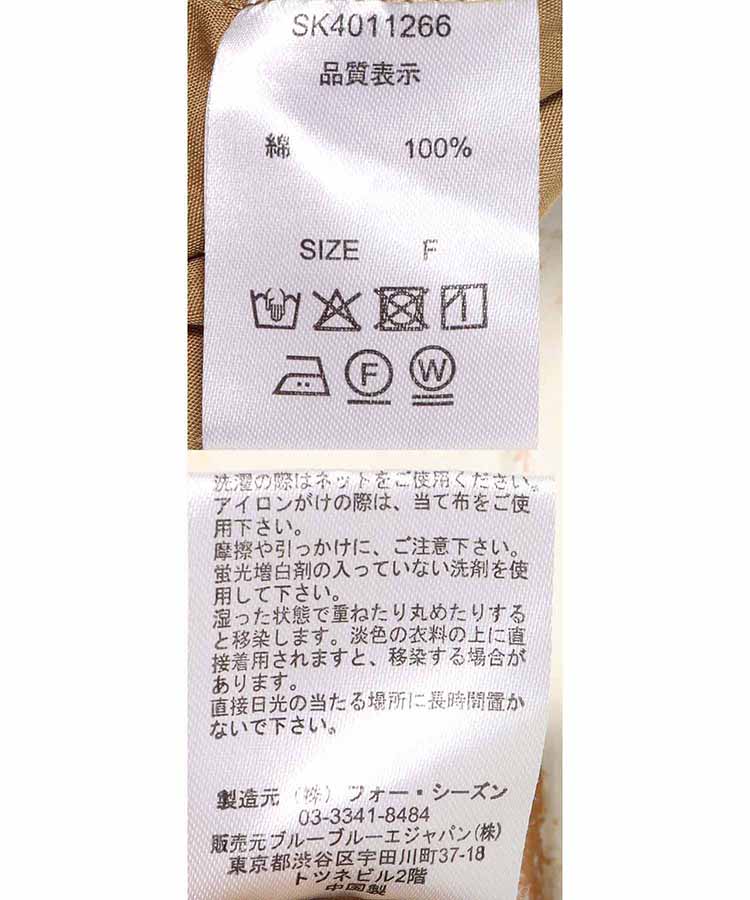 SK4011266
品質表示
綿 100%
SIZE F
F W
洗濯の際はネットをご使用ください。
アイロンがけの際は、当て布をご使
用下さい。
摩擦や引っかけに、ご注意下さい。
蛍光増白剤の入っていない洗剤を使
用して下さい。
湿った状態で重ねたり丸めたりする
と移染します。淡色の衣料の上に直
接着用されますと、移染する場合が
あります。
直接日光の当たる場所に長時間置か
ないで下さい。
製造元（株）フォー・シーズン
03-3341-8484
販売元ブルーブルーエジャパン(株)
東京都渋谷区宇田川町37-18
トツネビル2階
中国製